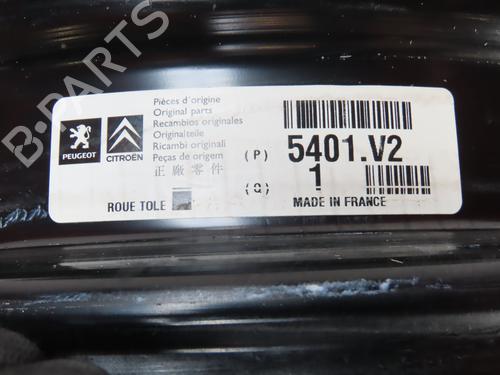 B-PARTS
PEUGEOT
CITROËN
Pièces d'origine
Original parts
Recambios originales
Originalteile
Ricambi originali
Peças de origem
正廠零件
(P) 5401.V2
(Q) 1
ROUE TOLE
MADE IN FRANCE